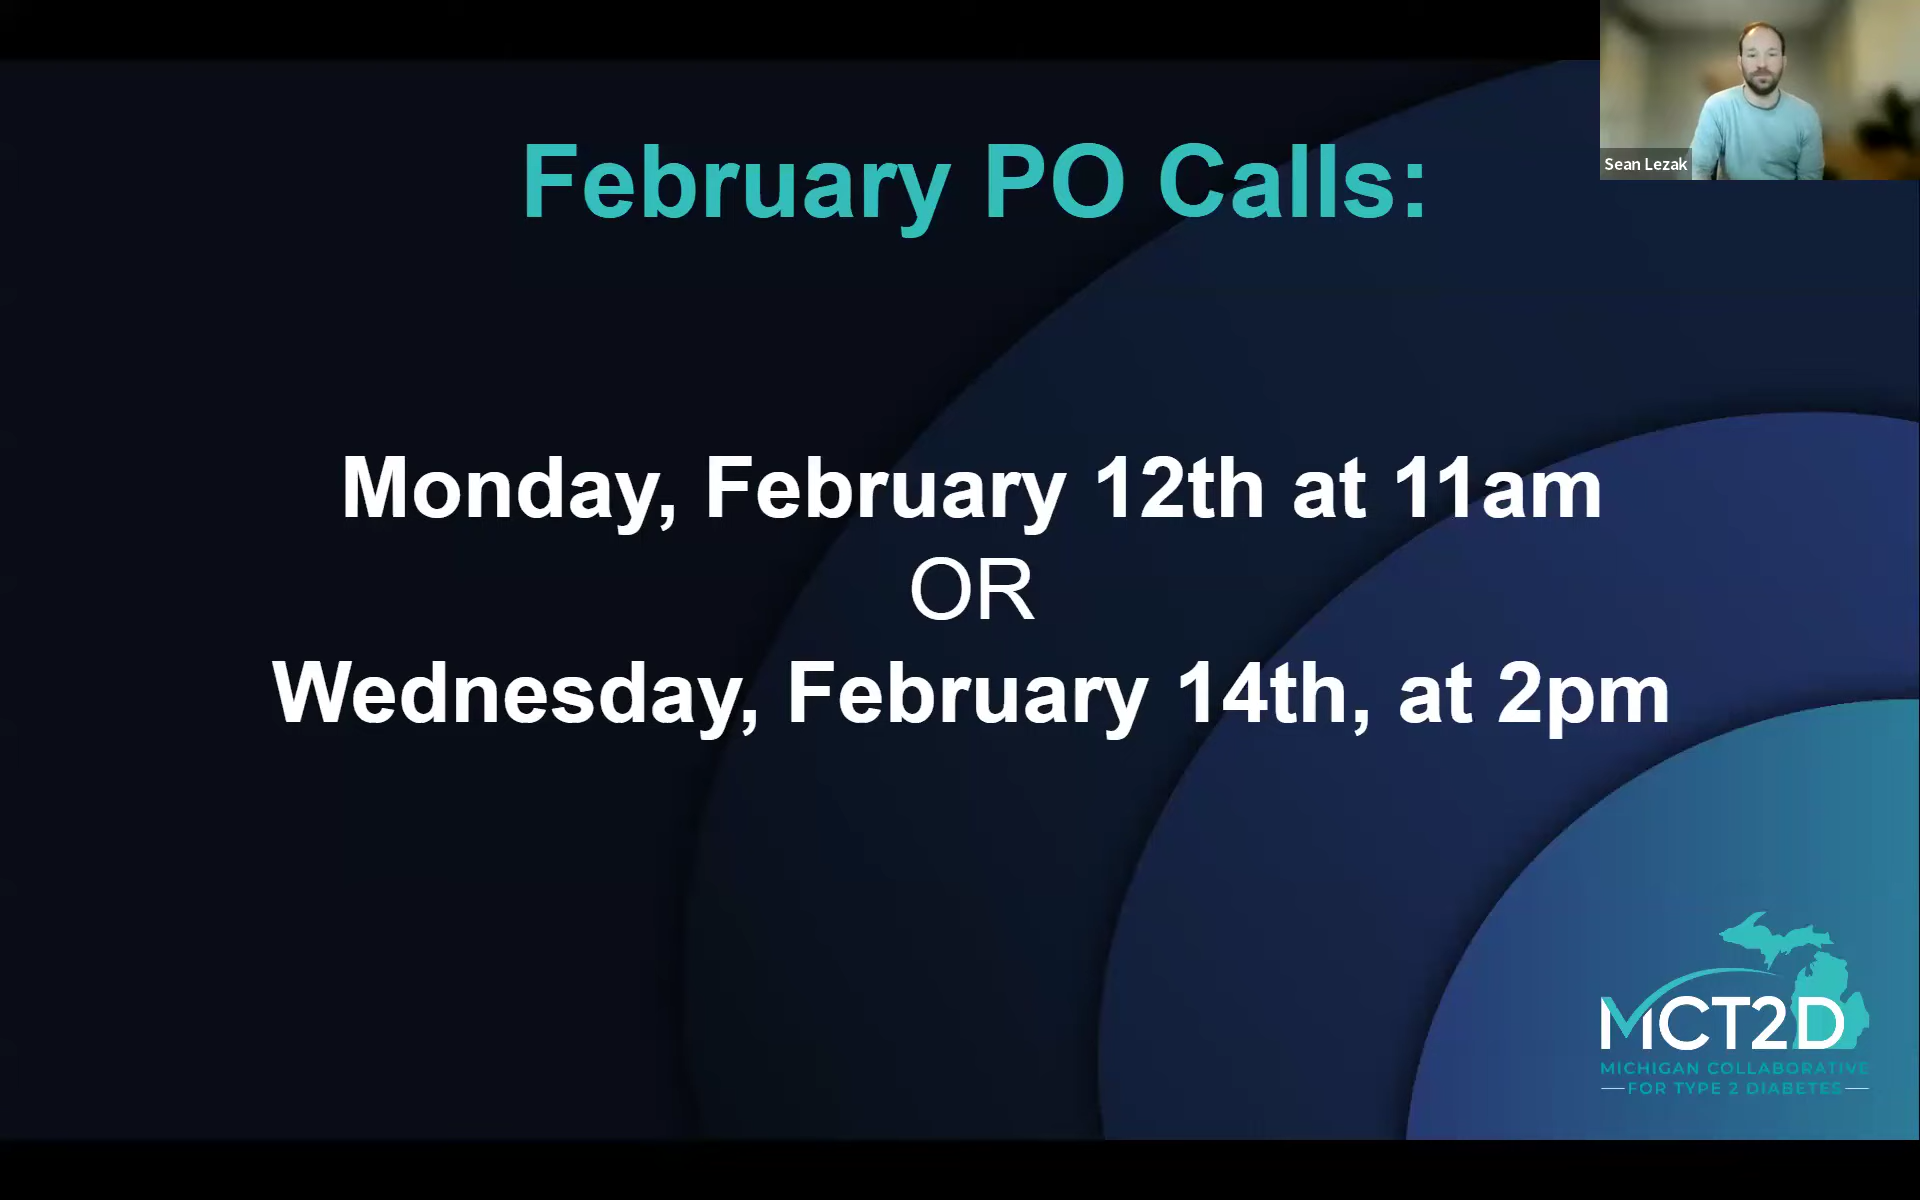 February PO Calls:
Sean Lezak
Monday, February 12th at 11am
OR
Wednesday, February 14th, at 2pm
MCT2D
MICHIGAN COLLABORATIVE
FOR TYPE 2 DIABETES